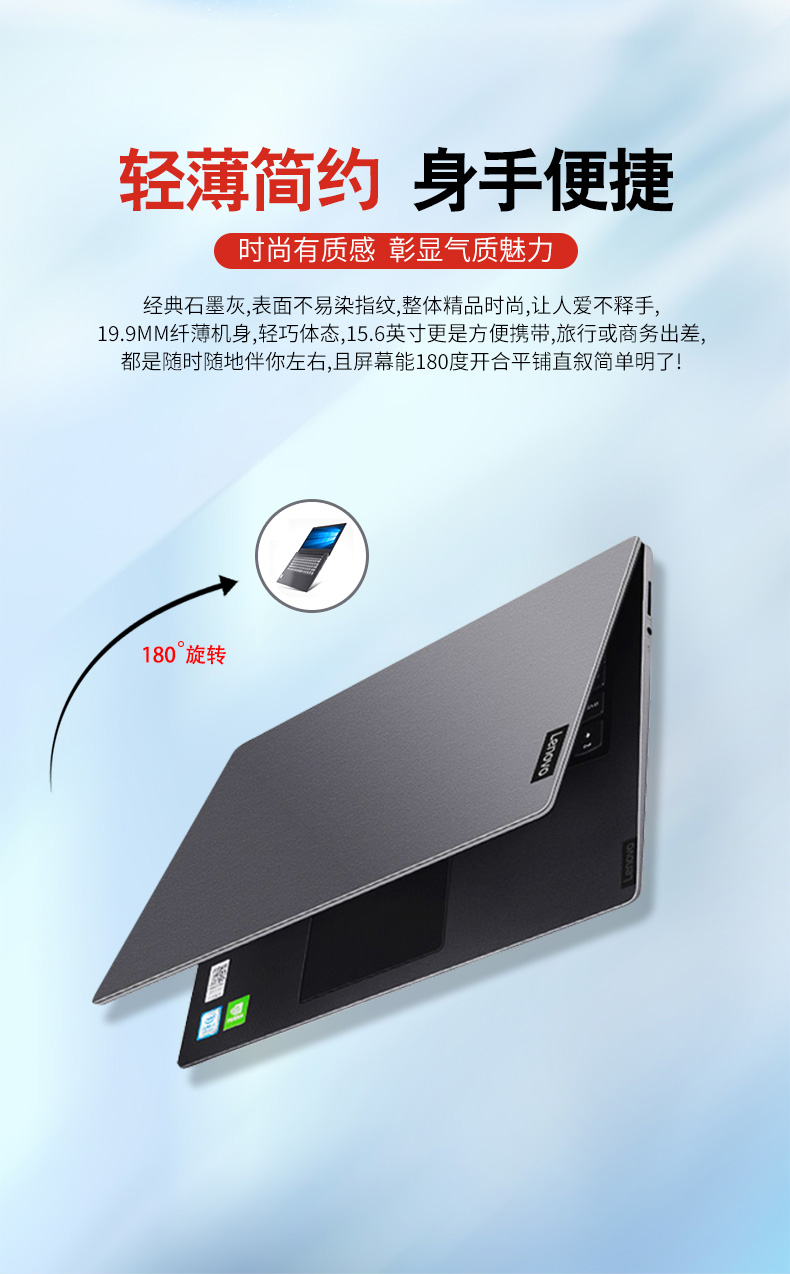 轻薄简约 身手便捷
时尚有质感 彰显气质魅力
经典石墨灰,表面不易染指纹,整体精品时尚,让人爱不释手,
19.9MM纤薄机身,轻巧体态,15.6英寸更是方便携带,旅行或商务出差,
都是随时随地伴你左右,且屏幕能180度开合平铺直叙简单明了!
180°旋转
Lenovo
Lenovo